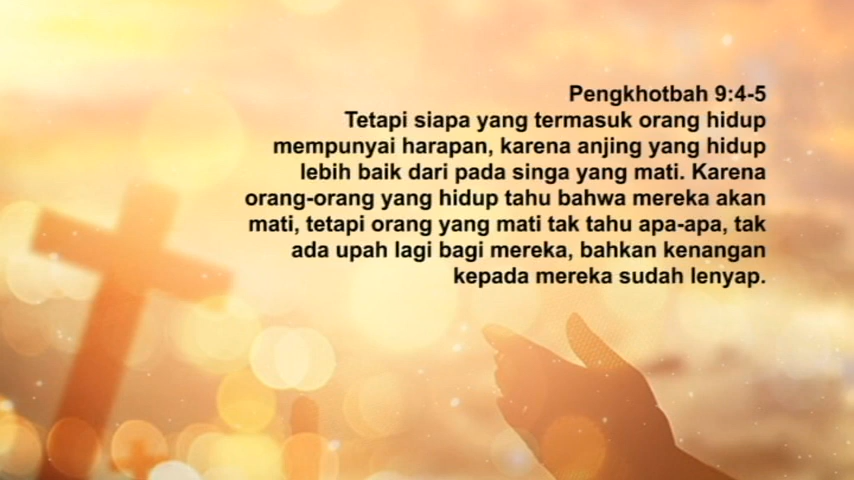 Pengkhotbah 9:4-5
Tetapi siapa yang termasuk orang hidup
mempunyai harapan, karena anjing yang hidup
lebih baik dari pada singa yang mati. Karena
orang-orang yang hidup tahu bahwa mereka akan
mati, tetapi orang yang mati tak tahu apa-apa, tak
ada upah lagi bagi mereka, bahkan kenangan
kepada mereka sudah lenyap.